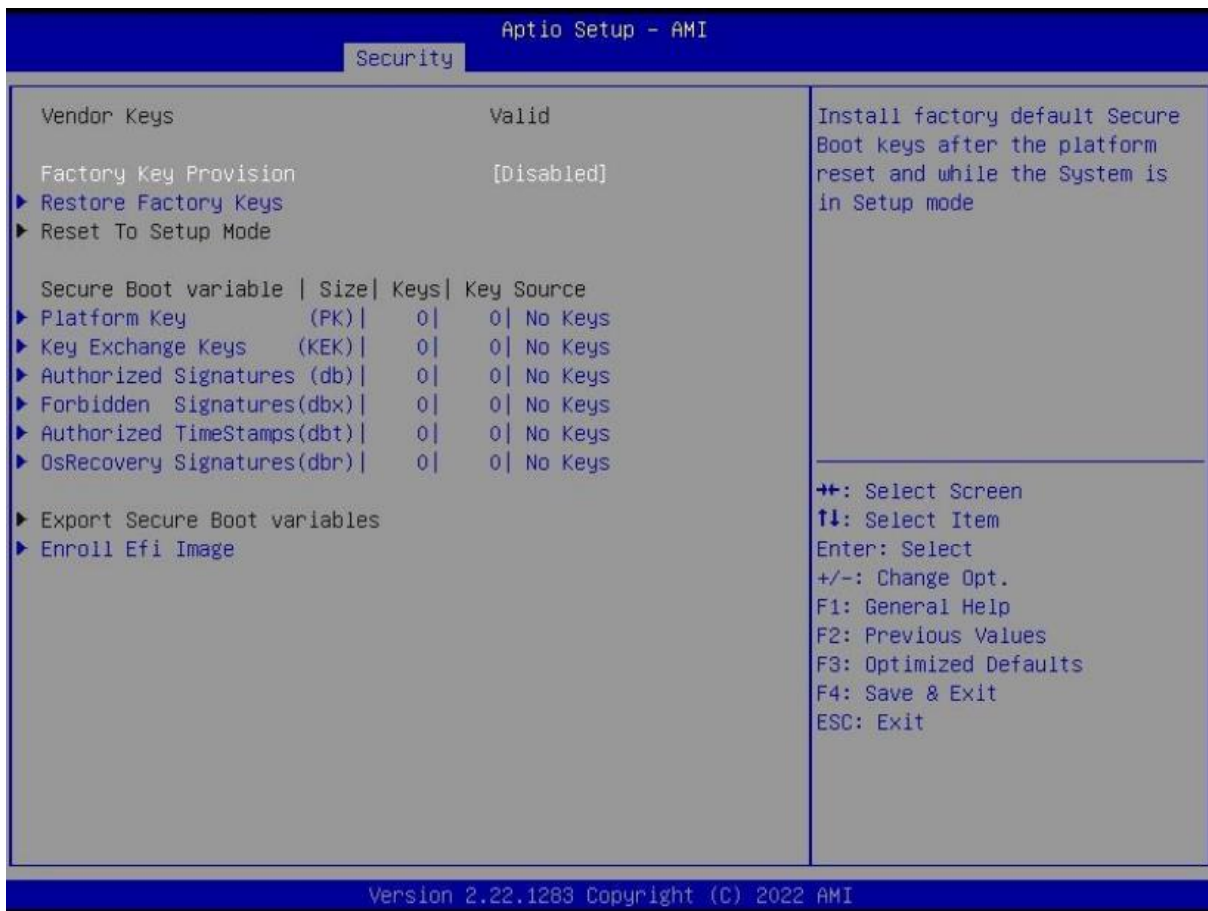 Aptio Setup - AMI
Security
Vendor Keys Valid
Factory Key Provision [Disabled]
Restore Factory Keys
Reset To Setup Mode
Secure Boot variable | Size| Keys| Key Source
Platform Key (PK)| 0| 0| No Keys
Key Exchange Keys (KEK)| 0| 0| No Keys
Authorized Signatures (db)| 0| 0| No Keys
Forbidden Signatures(dbx)| 0| 0| No Keys
Authorized TimeStamps(dbt)| 0| 0| No Keys
OsRecovery Signatures(dbr)| 0| 0| No Keys
Export Secure Boot variables
Enroll Efi Image
Install factory default Secure
Boot keys after the platform
reset and while the System is
in Setup mode
→←: Select Screen
↑↓: Select Item
Enter: Select
+/-: Change Opt.
F1: General Help
F2: Previous Values
F3: Optimized Defaults
F4: Save & Exit
ESC: Exit
Version 2.22.1283 Copyright (C) 2022 AMI